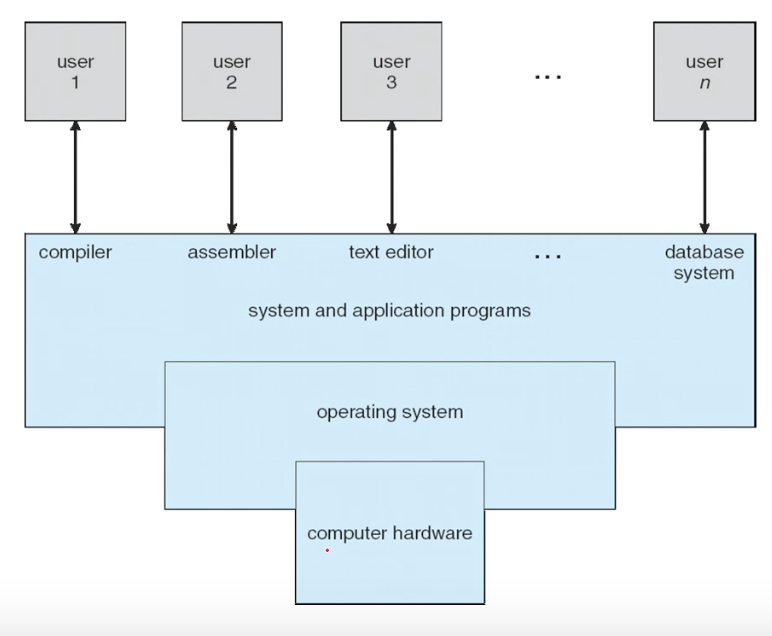 user
1
user
2
user
3
...
user
n
compiler
assembler
text editor
...
database
system
system and application programs
operating system
computer hardware